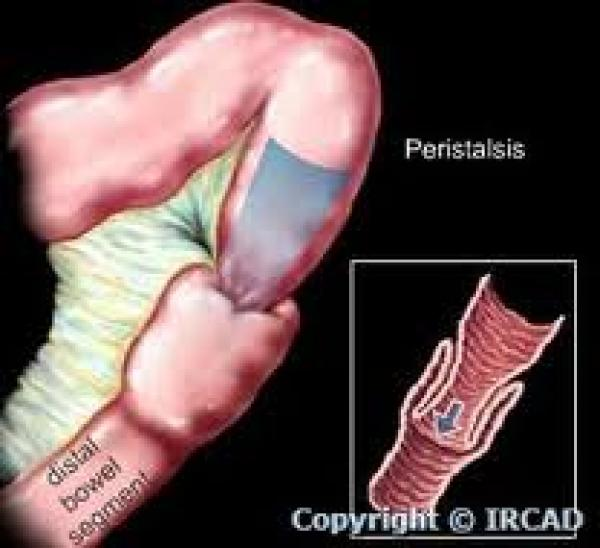 Peristalsis
distal
bowel
segment
Copyright © IRCAD